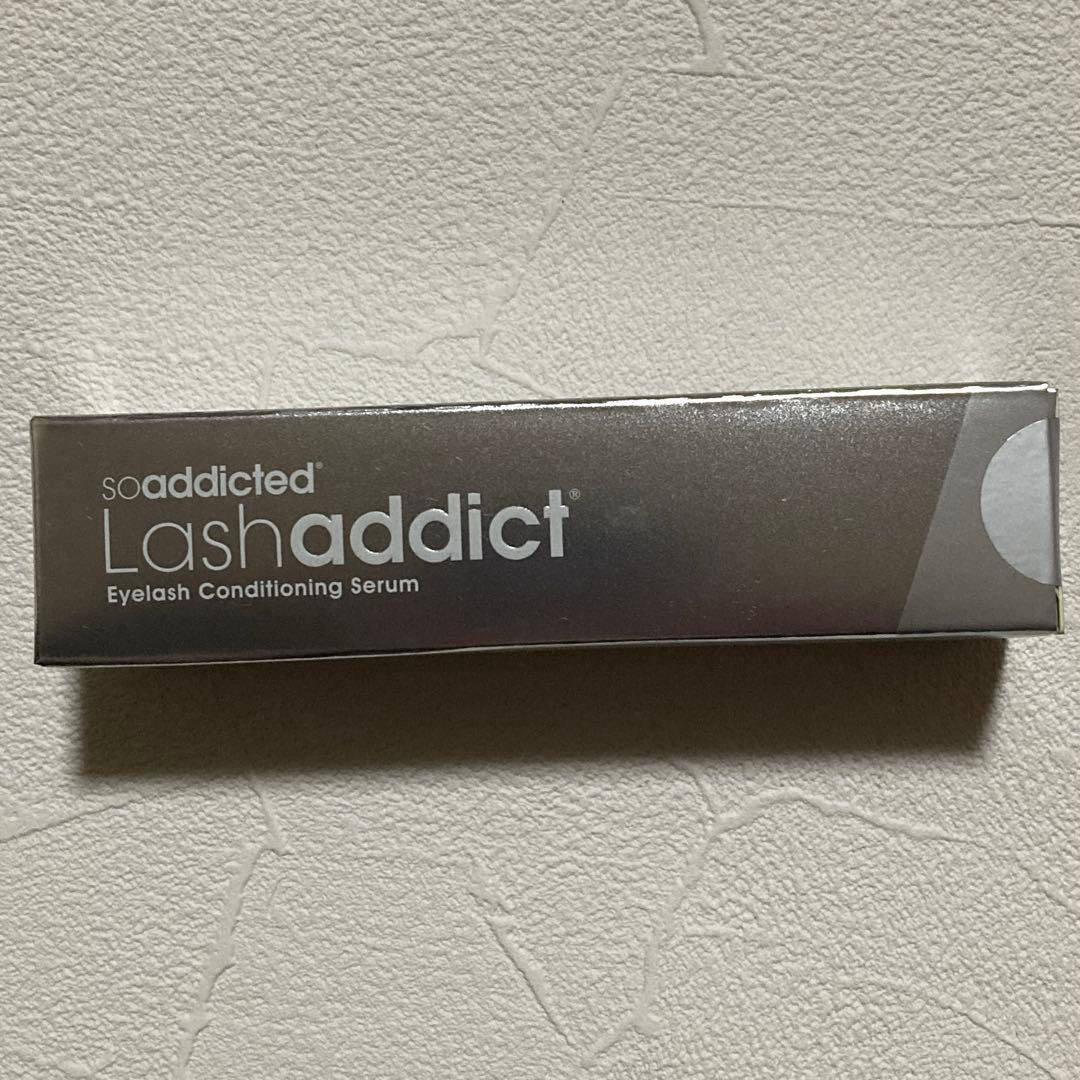 soaddicted®
Lashaddict®
Eyelash Conditioning Serum